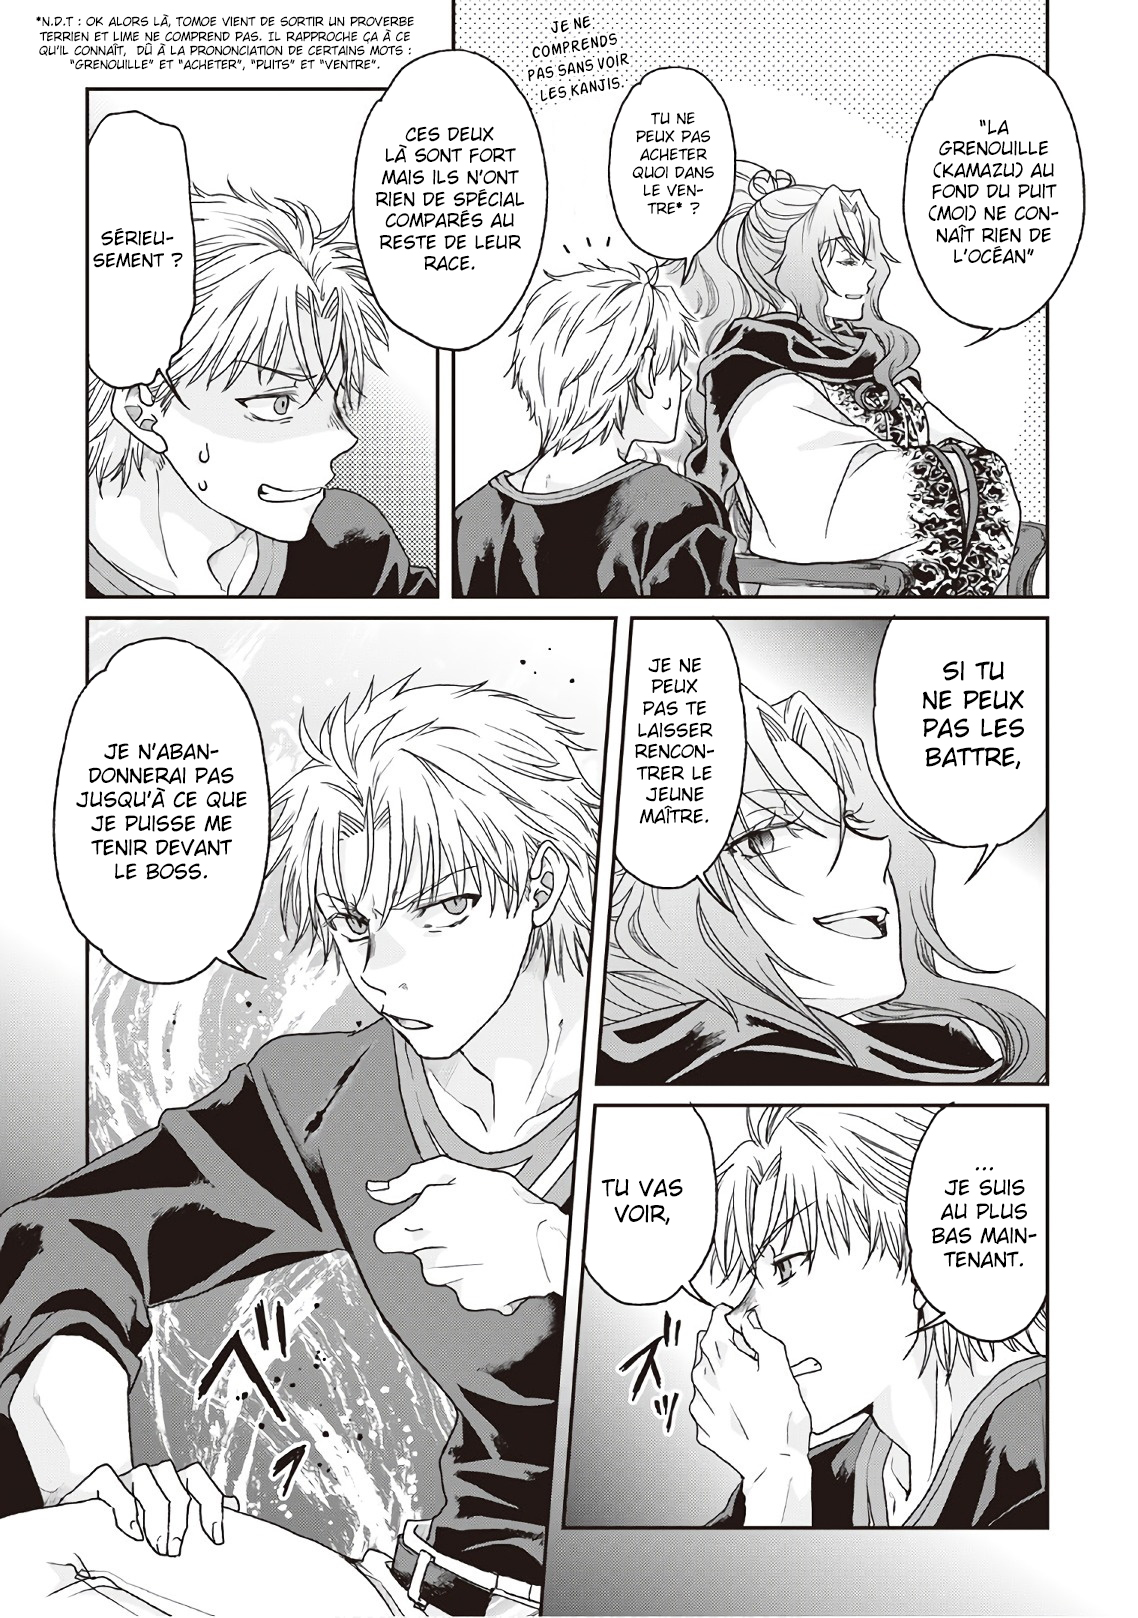 *N.D.T : OK ALORS LÀ, TOMOE VIENT DE SORTIR UN PROVERBE
TERRIEN ET LIME NE COMPREND PAS. IL RAPPROCHE ÇA À CE
QU'IL CONNAÎT, DÛ À LA PRONONCIATION DE CERTAINS MOTS :
"GRENOUILLE" ET "ACHETER", "PUITS" ET "VENTRE".
"LA
GRENOUILLE
(KAMAZU) AU
FOND DU PUIT
(MOI) NE CON-
NAÎT RIEN DE
L'OCÉAN"
TU NE
PEUX PAS
ACHETER
QUOI DANS
LE VEN-
TRE* ?
JE NE
COMPRENDS
PAS SANS VOIR
LES KANJIS.
CES DEUX
LÀ SONT FORT
MAIS ILS N'ONT
RIEN DE SPÉCIAL
COMPARÉS AU
RESTE DE LEUR
RACE.
SÉRIEU-
SEMENT ?
SI TU
NE PEUX
PAS LES
BATTRE,
JE NE
PEUX
PAS TE
LAISSER
RENCON-
TRER LE
JEUNE
MAÎTRE.
...
JE SUIS
AU PLUS
BAS MAIN-
TENANT.
TU VAS
VOIR,
ズズッ
JE N'ABAN-
DONNERAI PAS
JUSQU'À CE QUE
JE PUISSE ME
TENIR DEVANT
LE BOSS.